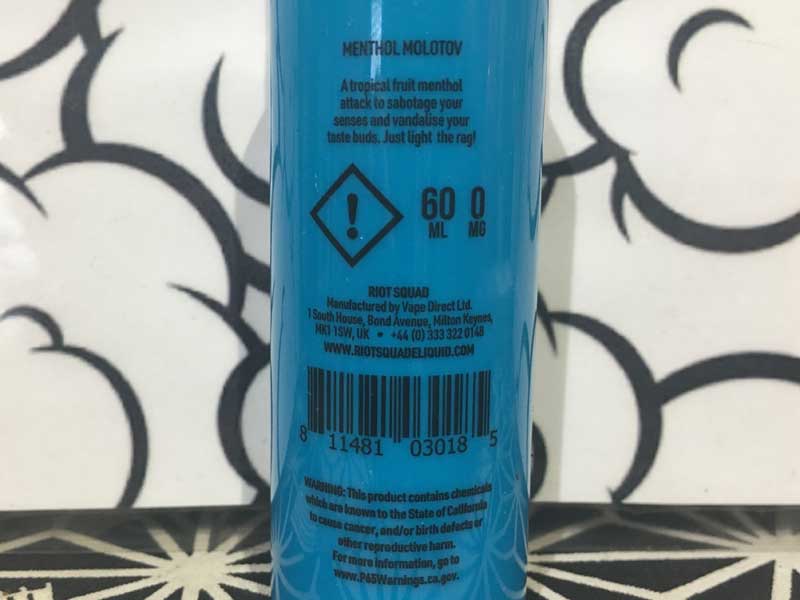 MENTHOL MOLOTOV
A tropical fruit menthol
attack to sabotage your
senses and vandalise your
taste buds. Just light the rag!
!
60 0
ML MG
RIOT SQUAD
Manufactured by Vape Direct Ltd.
1 South House, Bond Avenue, Milton Keynes,
MK1 1SW, UK • +44 (0) 333 322 0148
WWW.RIOTSQUADELIQUID.COM
8 11481 03018 5
WARNING: This product contains chemicals
which are known to the State of California
to cause cancer, and/or birth defects or
other reproductive harm.
For more information, go to
www.P65Warnings.ca.gov.